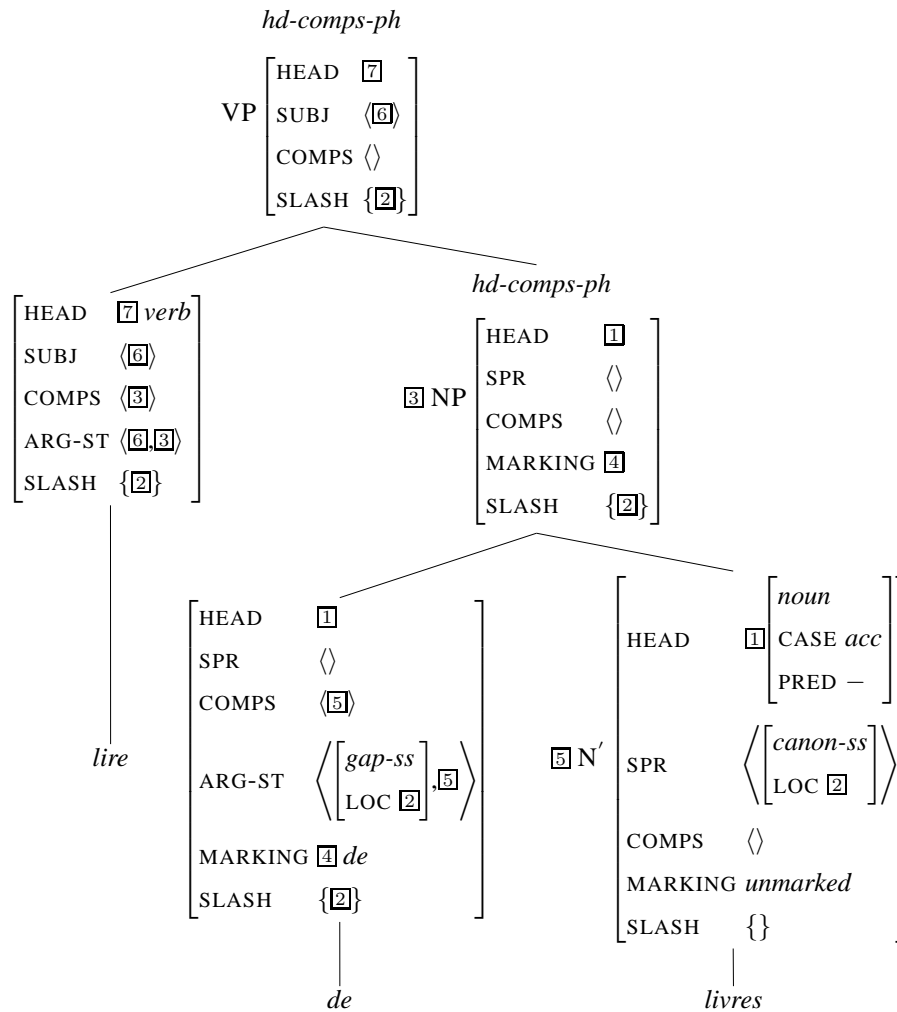 hd-comps-ph
VP [HEAD 7
SUBJ ⟨6⟩
COMPS ⟨⟩
SLASH {2}]
[HEAD 7 verb
SUBJ ⟨6⟩
COMPS ⟨3⟩
ARG-ST ⟨6,3⟩
SLASH {2}]
hd-comps-ph
3 NP [HEAD 1
SPR ⟨⟩
COMPS ⟨⟩
MARKING 4
SLASH {2}]
lire
[HEAD 1
SPR ⟨⟩
COMPS ⟨5⟩
ARG-ST ⟨[gap-ss
LOC 2],5⟩
MARKING 4 de
SLASH {2}]
de
5 N′ [HEAD 1 [noun
CASE acc
PRED −]
SPR ⟨[canon-ss
LOC 2]⟩
COMPS ⟨⟩
MARKING unmarked
SLASH {}]
livres